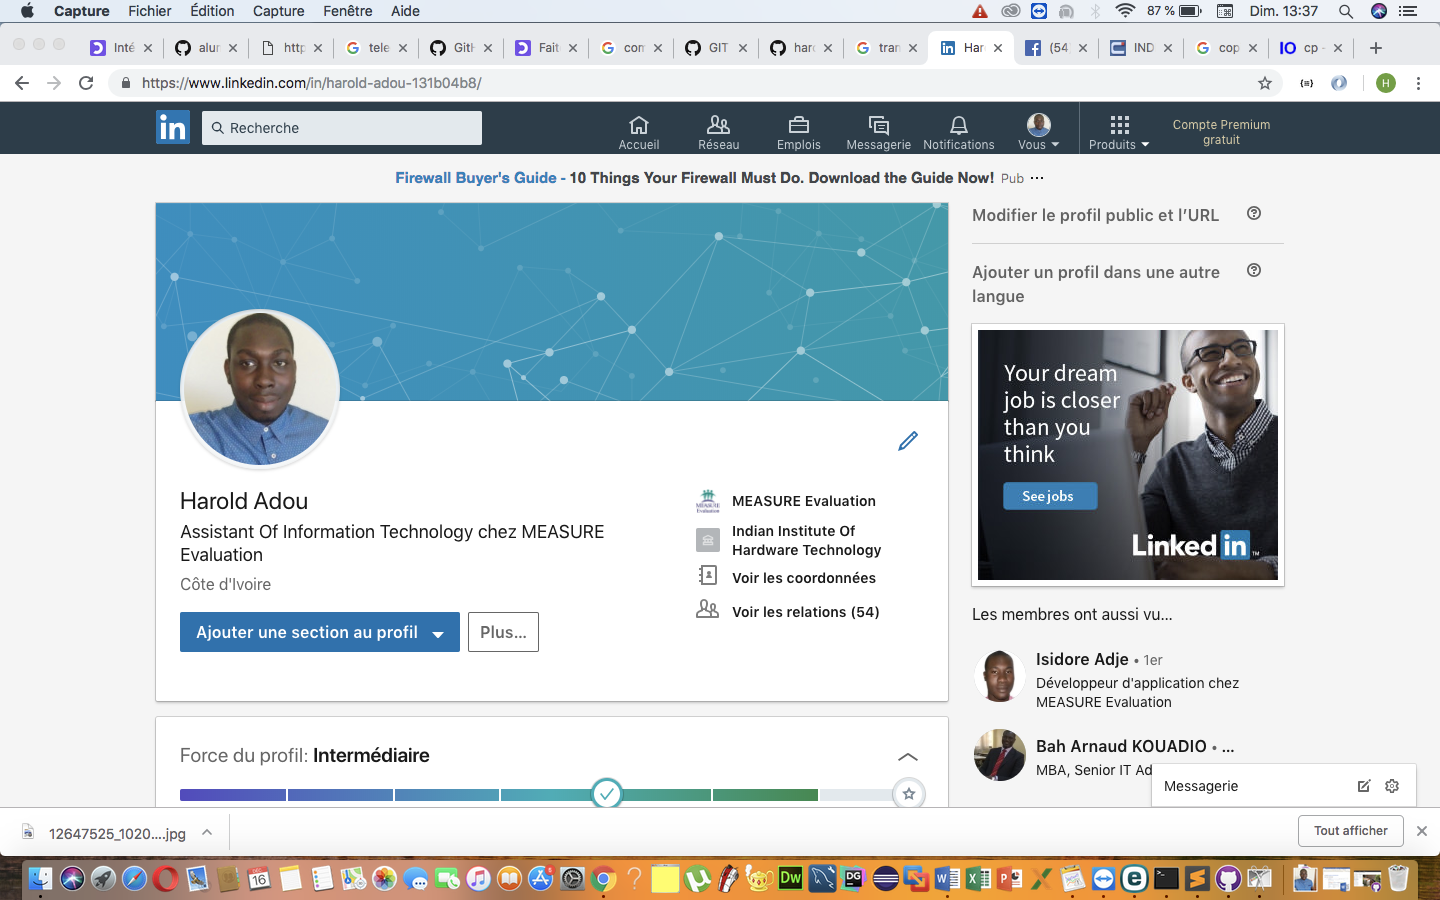 Capture Fichier Édition Capture Fenêtre Aide
87 % Dim. 13:37
Inté
alur
http
tele
GitH
Faite
com
GIT
harc
tran
Har
(54
IND
cop
cp -
https://www.linkedin.com/in/harold-adou-131b04b8/
H
in
Recherche
Accueil
Réseau
Emplois
Messagerie
Notifications
Vous
Produits
Compte Premium
gratuit
Firewall Buyer's Guide - 10 Things Your Firewall Must Do. Download the Guide Now! Pub ···
Modifier le profil public et l'URL
Ajouter un profil dans une autre
langue
Your dream
job is closer
than you
think
See jobs
Linked in ™
Harold Adou
Assistant Of Information Technology chez MEASURE
Evaluation
Côte d'Ivoire
Ajouter une section au profil
Plus...
MEASURE Evaluation
Indian Institute Of
Hardware Technology
Voir les coordonnées
Voir les relations (54)
Les membres ont aussi vu...
Isidore Adje • 1er
Développeur d'application chez
MEASURE Evaluation
Bah Arnaud KOUADIO • ...
MBA, Senior IT Ad
Force du profil: Intermédiaire
Messagerie
12647525_1020....jpg
Tout afficher
16
Dw
DG